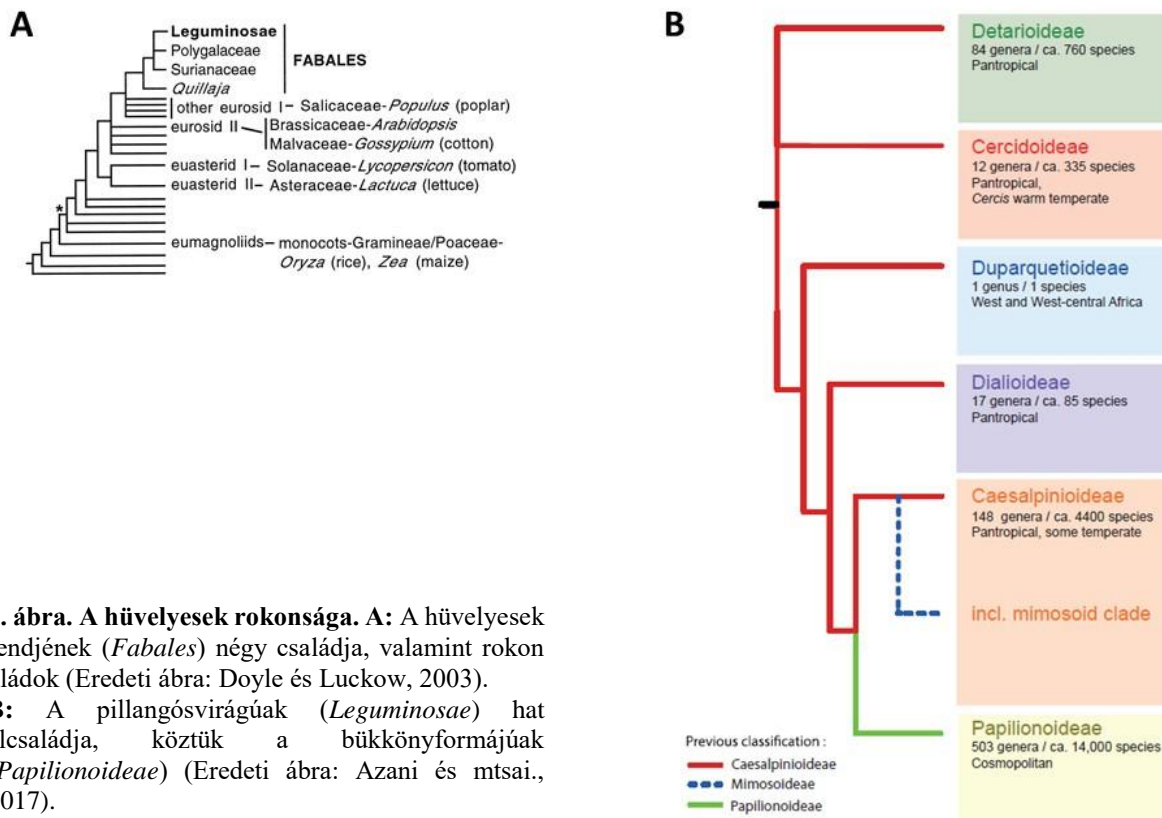 A
Leguminosae
Polygalaceae
Surianaceae
Quillaja
FABALES
other eurosid I– Salicaceae-Populus (poplar)
eurosid II
Brassicaceae-Arabidopsis
Malvaceae-Gossypium (cotton)
euasterid I– Solanaceae-Lycopersicon (tomato)
euasterid II– Asteraceae-Lactuca (lettuce)
*
eumagnoliids– monocots-Gramineae/Poaceae-
Oryza (rice), Zea (maize)
. ábra. A hüvelyesek rokonsága. A: A hüvelyesek
endjének (Fabales) négy családja, valamint rokon
ládok (Eredeti ábra: Doyle és Luckow, 2003).
B: A pillangósvirágúak (Leguminosae) hat
lcsaládja, köztük a bükkönyformájúak
Papilionoideae) (Eredeti ábra: Azani és mtsai.,
017).
B
Detarioideae
84 genera / ca. 760 species
Pantropical
Cercidoideae
12 genera / ca. 335 species
Pantropical,
Cercis warm temperate
Duparquetioideae
1 genus / 1 species
West and West-central Africa
Dialioideae
17 genera / ca. 85 species
Pantropical
Caesalpinioideae
148 genera / ca. 4400 species
Pantropical, some temperate
incl. mimosoid clade
Papilionoideae
503 genera / ca. 14,000 species
Cosmopolitan
Previous classification :
Caesalpinioideae
Mimosoideae
Papilionoideae